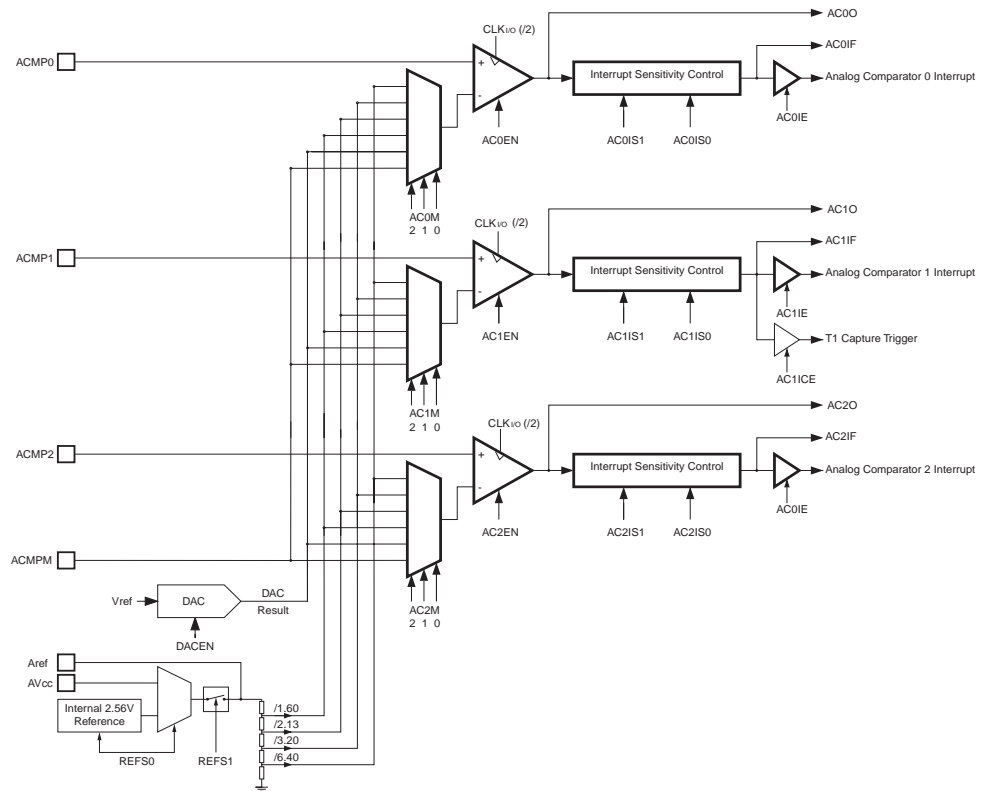 AC0O
CLKI/O (/2)
AC0IF
ACMP0
+
Interrupt Sensitivity Control
Analog Comparator 0 Interrupt
-
AC0IE
AC0EN
AC0IS1
AC0IS0
AC0M
2 1 0
AC1O
CLKI/O (/2)
AC1IF
ACMP1
+
Interrupt Sensitivity Control
Analog Comparator 1 Interrupt
-
AC1IE
AC1EN
AC1IS1
AC1IS0
T1 Capture Trigger
AC1ICE
AC1M
2 1 0
AC2O
CLKI/O (/2)
AC2IF
ACMP2
+
Interrupt Sensitivity Control
Analog Comparator 2 Interrupt
-
AC0IE
AC2EN
AC2IS1
AC2IS0
ACMPM
AC2M
2 1 0
Vref
DAC
DAC
Result
DACEN
Aref
AVcc
Internal 2.56V
Reference
/1.60
/2.13
/3.20
/6.40
REFS0
REFS1